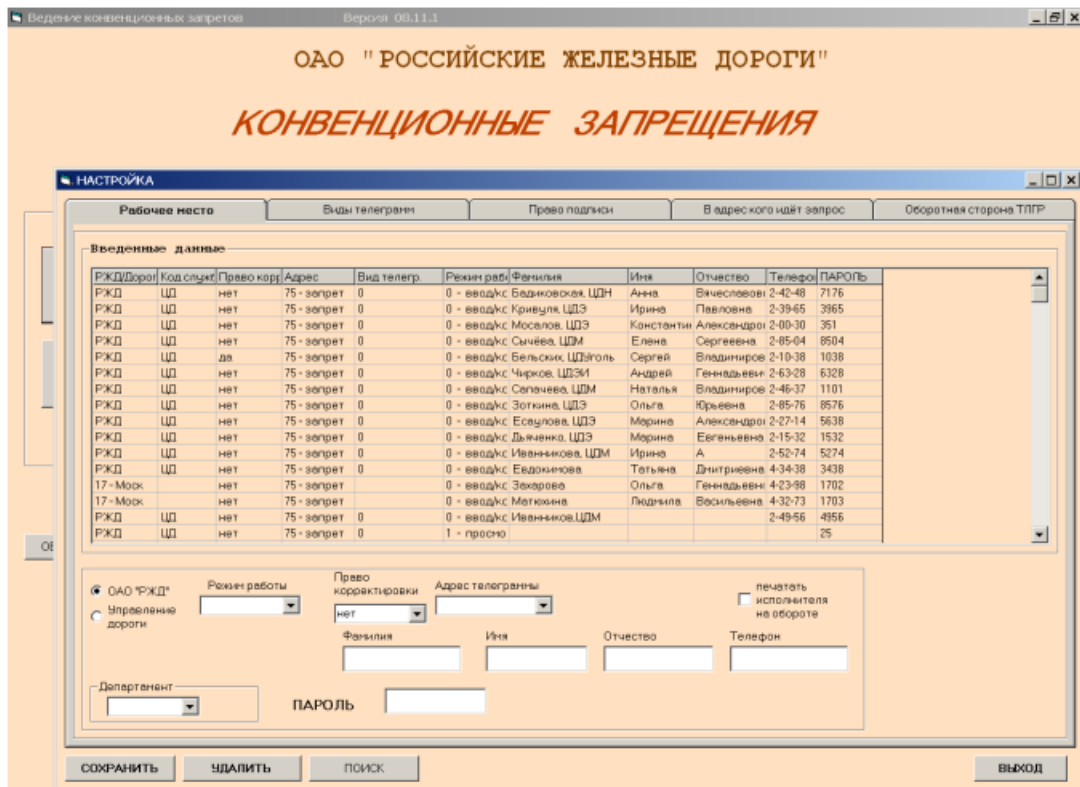 Ведение конвенционных запретов Версия 08.11.1
ОАО "РОССИЙСКИЕ ЖЕЛЕЗНЫЕ ДОРОГИ"
КОНВЕНЦИОННЫЕ ЗАПРЕЩЕНИЯ
НАСТРОЙКА
Рабочее место Виды телеграмм Право подписи В адрес кого идёт запрос Оборотная сторона ТЛГР
Введенные данные
РЖД/Дорог Код служ Право корр Адрес Вид телегр. Режим раб Фамилия Имя Отчество Телефо ПАРОЛЬ
РЖД ЦД нет 75 - запрет 0 0 - ввод/кс Бадиковская, ЦДН Анна Вячеславов 2-42-48 7176
РЖД ЦД нет 75 - запрет 0 0 - ввод/кс Кривуля, ЦДЭ Ирина Павловна 2-39-65 3965
РЖД ЦД нет 75 - запрет 0 0 - ввод/кс Мосалов, ЦДЭ Константин Александро 2-00-30 351
РЖД ЦД нет 75 - запрет 0 0 - ввод/кс Сычёва, ЦДМ Елена Сергеевна 2-85-04 8504
РЖД ЦД да 75 - запрет 0 0 - ввод/кс Бельских, ЦДУголь Сергей Владимиров 2-10-38 1038
РЖД ЦД нет 75 - запрет 0 0 - ввод/кс Чирков, ЦДЭИ Андрей Геннадьеви 2-63-28 6328
РЖД ЦД нет 75 - запрет 0 0 - ввод/кс Сапачева, ЦДМ Наталья Владимиров 2-46-37 1101
РЖД ЦД нет 75 - запрет 0 0 - ввод/кс Зоткина, ЦДЭ Ольга Юрьевна 2-85-76 8576
РЖД ЦД нет 75 - запрет 0 0 - ввод/кс Есаулова, ЦДЭ Марина Александро 2-27-14 5638
РЖД ЦД нет 75 - запрет 0 0 - ввод/кс Дьяченко, ЦДЭ Марина Евгеньевна 2-15-32 1532
РЖД ЦД нет 75 - запрет 0 0 - ввод/кс Иванникова, ЦДМ Ирина А 2-52-74 5274
РЖД ЦД нет 75 - запрет 0 0 - ввод/кс Евдокимова Татьяна Дмитриевна 4-34-38 3438
17 - Моск нет 75 - запрет 0 - ввод/кс Захарова Ольга Геннадьевн 4-23-98 1702
17 - Моск нет 75 - запрет 0 - ввод/кс Матюхина Людмила Васильевна 4-32-73 1703
РЖД ЦД нет 75 - запрет 0 0 - ввод/кс Иванников,ЦДМ 2-49-56 4956
РЖД ЦД нет 75 - запрет 0 1 - просмо 25
ОАО "РЖД" Режим работы Право корректировки Адрес телеграммы печатать исполнителя на обороте
Управление дороги нет
Фамилия Имя Отчество Телефон
Департамент
ПАРОЛЬ
СОХРАНИТЬ УДАЛИТЬ ПОИСК ВЫХОД